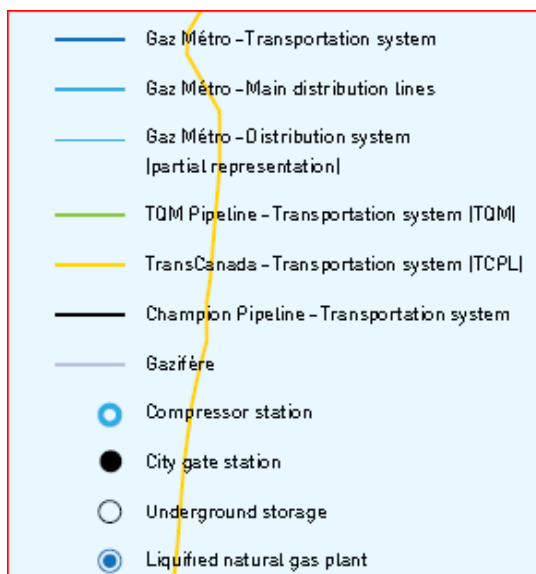 Gaz Métro – Transportation system
Gaz Métro – Main distribution lines
Gaz Métro – Distribution system
|partial representation|
TQM Pipeline – Transportation system |TQM|
TransCanada – Transportation system |TCPL|
Champion Pipeline – Transportation system
Gazifère
Compressor station
City gate station
Underground storage
Liquified natural gas plant